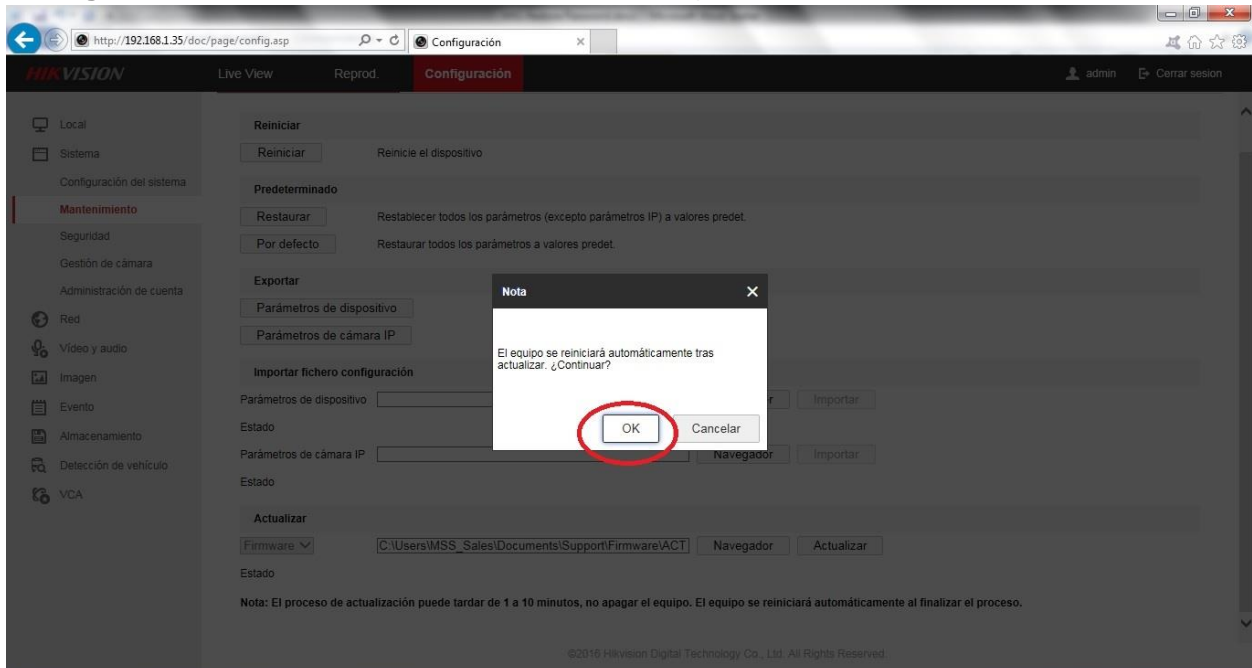 http://192.168.1.35/doc/page/config.asp
Configuración
HIKVISION
Live View
Reprod.
Configuración
admin
Cerrar sesion
Local
Sistema
Configuración del sistema
Mantenimiento
Seguridad
Gestión de cámara
Administración de cuenta
Red
Vídeo y audio
Imagen
Evento
Almacenamiento
Detección de vehículo
VCA
Reiniciar
Reiniciar Reinicie el dispositivo
Predeterminado
Restaurar Restablecer todos los parámetros (excepto parámetros IP) a valores predet.
Por defecto Restaurar todos los parámetros a valores predet.
Exportar
Parámetros de dispositivo
Parámetros de cámara IP
Importar fichero configuración
Parámetros de dispositivo Importar
Estado
Parámetros de cámara IP Navegador Importar
Estado
Actualizar
Firmware C:\Users\MSS_Sales\Documents\Support\Firmware\ACT Navegador Actualizar
Estado
Nota: El proceso de actualización puede tardar de 1 a 10 minutos, no apagar el equipo. El equipo se reiniciará automáticamente al finalizar el proceso.
©2016 Hikvision Digital Technology Co., Ltd. All Rights Reserved.
Nota
El equipo se reiniciará automáticamente tras
actualizar. ¿Continuar?
OK Cancelar